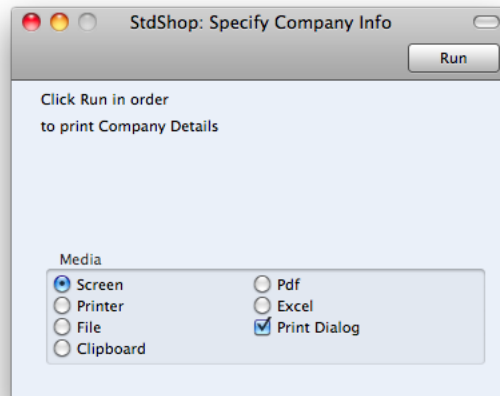 StdShop: Specify Company Info
Run
Click Run in order
to print Company Details
Media
Screen
Printer
File
Clipboard
Pdf
Excel
Print Dialog